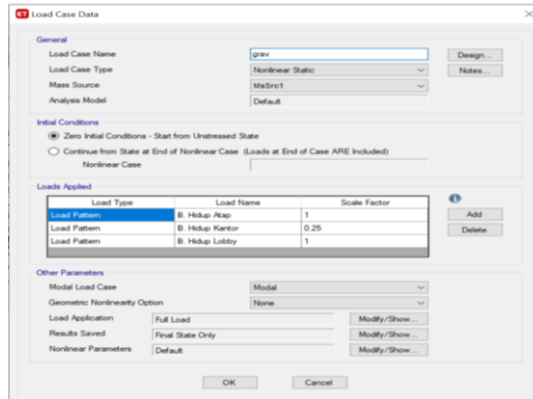 ET Load Case Data
General
Load Case Name grav Design...
Load Case Type Nonlinear Static Notes...
Mass Source MsSrc1
Analysis Model Default
Initial Conditions
Zero Initial Conditions - Start from Unstressed State
Continue from State at End of Nonlinear Case (Loads at End of Case ARE Included)
Nonlinear Case
Loads Applied
Load Type Load Name Scale Factor
Load Pattern B. Hidup Atap 1 Add
Load Pattern B. Hidup Kantor 0.25 Delete
Load Pattern B. Hidup Lobby 1
Other Parameters
Modal Load Case Modal
Geometric Nonlinearity Option None
Load Application Full Load Modify/Show...
Results Saved Final State Only Modify/Show...
Nonlinear Parameters Default Modify/Show...
OK Cancel